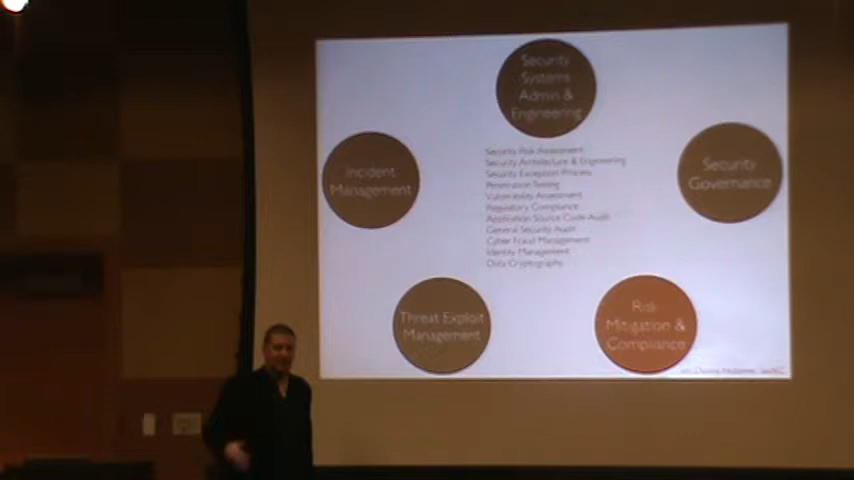 Security
Systems
Admin &
Engineering
Incident
Management
Security
Governance
Security Risk Assessment
Security Architecture & Engineering
Security Exception Process
Penetration Testing
Vulnerability Assessment
Regulatory Compliance
Application Source Code Audit
General Security Audit
Cyber Fraud Management
Identity Management
Data Cryptography
Threat Exploit
Management
Risk
Mitigation &
Compliance